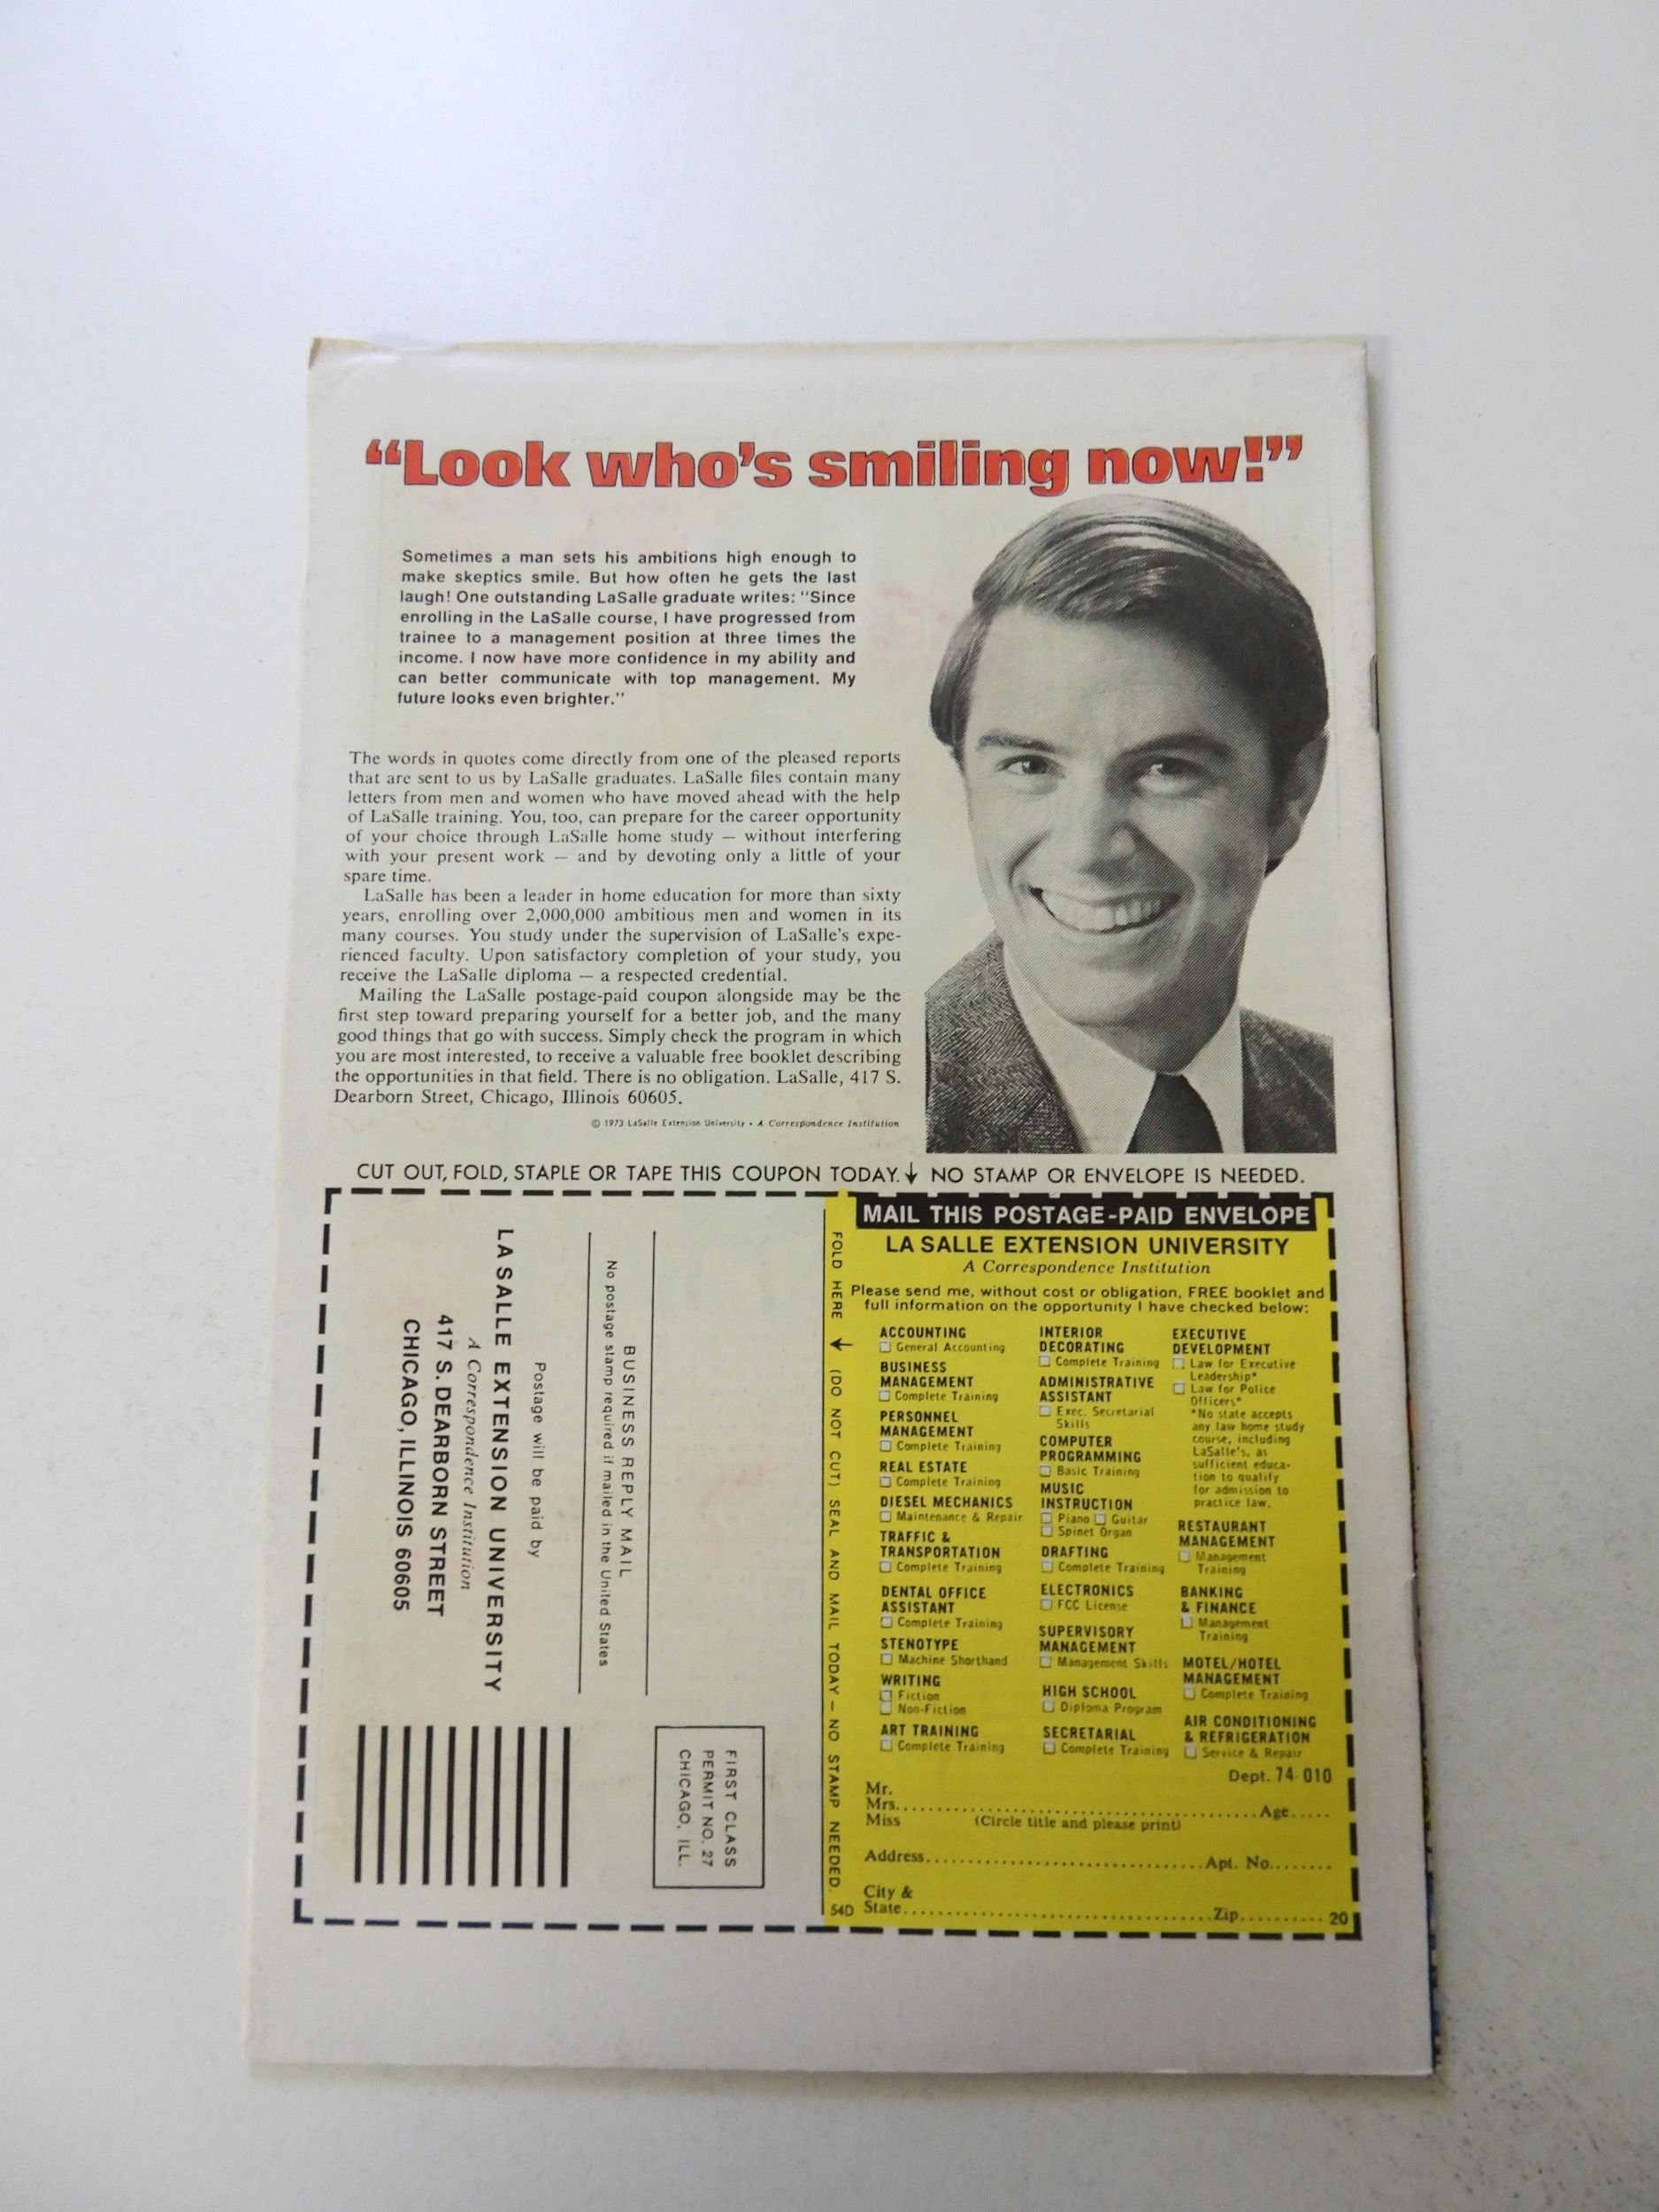 “Look who's smiling now!”
Sometimes a man sets his ambitions high enough to
make skeptics smile. But how often he gets the last
laugh! One outstanding LaSalle graduate writes: "Since
enrolling in the LaSalle course, I have progressed from
trainee to a management position at three times the
income. I now have more confidence in my ability and
can better communicate with top management. My
future looks even brighter."
The words in quotes come directly from one of the pleased reports
that are sent to us by LaSalle graduates. LaSalle files contain many
letters from men and women who have moved ahead with the help
of LaSalle training. You, too, can prepare for the career opportunity
of your choice through LaSalle home study — without interfering
with your present work — and by devoting only a little of your
spare time.
LaSalle has been a leader in home education for more than sixty
years, enrolling over 2,000,000 ambitious men and women in its
many courses. You study under the supervision of LaSalle's expe-
rienced faculty. Upon satisfactory completion of your study, you
receive the LaSalle diploma — a respected credential.
Mailing the LaSalle postage-paid coupon alongside may be the
first step toward preparing yourself for a better job, and the many
good things that go with success. Simply check the program in which
you are most interested, to receive a valuable free booklet describing
the opportunities in that field. There is no obligation. LaSalle, 417 S.
Dearborn Street, Chicago, Illinois 60605.
© 1973 LaSalle Extension University • A Correspondence Institution
CUT OUT, FOLD, STAPLE OR TAPE THIS COUPON TODAY. ↓ NO STAMP OR ENVELOPE IS NEEDED.
BUSINESS REPLY MAIL
No postage stamp required if mailed in the United States
Postage will be paid by
LA SALLE EXTENSION UNIVERSITY
A Correspondence Institution
417 S. DEARBORN STREET
CHICAGO, ILLINOIS 60605
FIRST CLASS
PERMIT NO. 27
CHICAGO, ILL.
FOLD HERE ↓ (DO NOT CUT) SEAL AND MAIL TODAY — NO STAMP NEEDED.
54D
MAIL THIS POSTAGE-PAID ENVELOPE
LA SALLE EXTENSION UNIVERSITY
A Correspondence Institution
Please send me, without cost or obligation, FREE booklet and
full information on the opportunity I have checked below:
ACCOUNTING
General Accounting
BUSINESS
MANAGEMENT
Complete Training
PERSONNEL
MANAGEMENT
Complete Training
REAL ESTATE
Complete Training
DIESEL MECHANICS
Maintenance & Repair
TRAFFIC &
TRANSPORTATION
Complete Training
DENTAL OFFICE
ASSISTANT
Complete Training
STENOTYPE
Machine Shorthand
WRITING
Fiction
Non-Fiction
ART TRAINING
Complete Training
INTERIOR
DECORATING
Complete Training
ADMINISTRATIVE
ASSISTANT
Exec. Secretarial
Skills
COMPUTER
PROGRAMMING
Basic Training
MUSIC
INSTRUCTION
Piano Guitar
Spinet Organ
DRAFTING
Complete Training
ELECTRONICS
FCC License
SUPERVISORY
MANAGEMENT
Management Skills
HIGH SCHOOL
Diploma Program
SECRETARIAL
Complete Training
EXECUTIVE
DEVELOPMENT
Law for Executive
Leadership*
Law for Police
Officers*
*No state accepts
any law home study
course, including
LaSalle's, as
sufficient educa-
tion to qualify
for admission to
practice law.
RESTAURANT
MANAGEMENT
Management
Training
BANKING
& FINANCE
Management
Training
MOTEL/HOTEL
MANAGEMENT
Complete Training
AIR CONDITIONING
& REFRIGERATION
Service & Repair
Dept. 74-010
Mr.
Mrs. Age
Miss (Circle title and please print)
Address Apt. No.
City &
State Zip 20